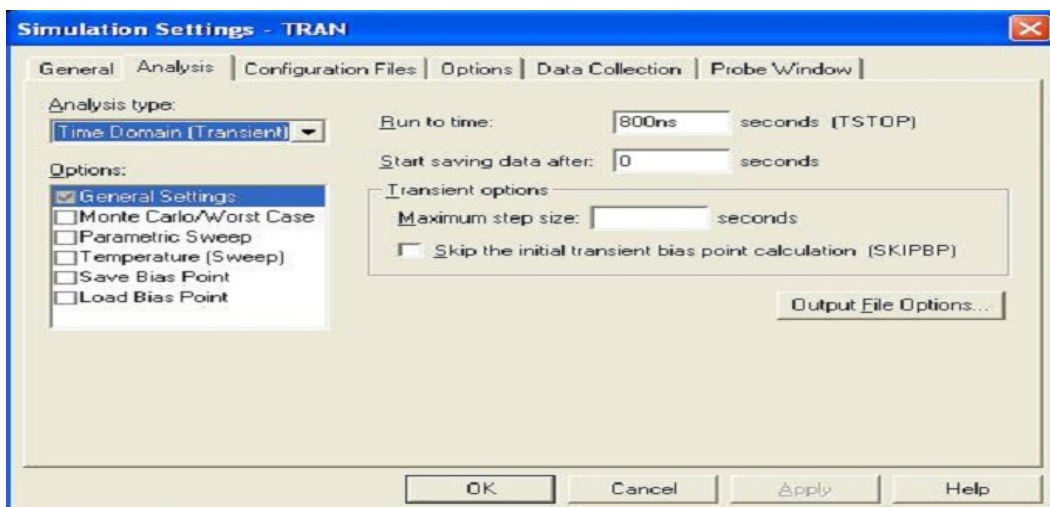 Simulation Settings - TRAN
General Analysis Configuration Files Options Data Collection Probe Window
Analysis type:
Time Domain (Transient)
Options:
General Settings
Monte Carlo/Worst Case
Parametric Sweep
Temperature (Sweep)
Save Bias Point
Load Bias Point
Run to time: 800ns seconds (TSTOP)
Start saving data after: 0 seconds
Transient options
Maximum step size: seconds
Skip the initial transient bias point calculation (SKIPBP)
Output File Options...
OK Cancel Apply Help